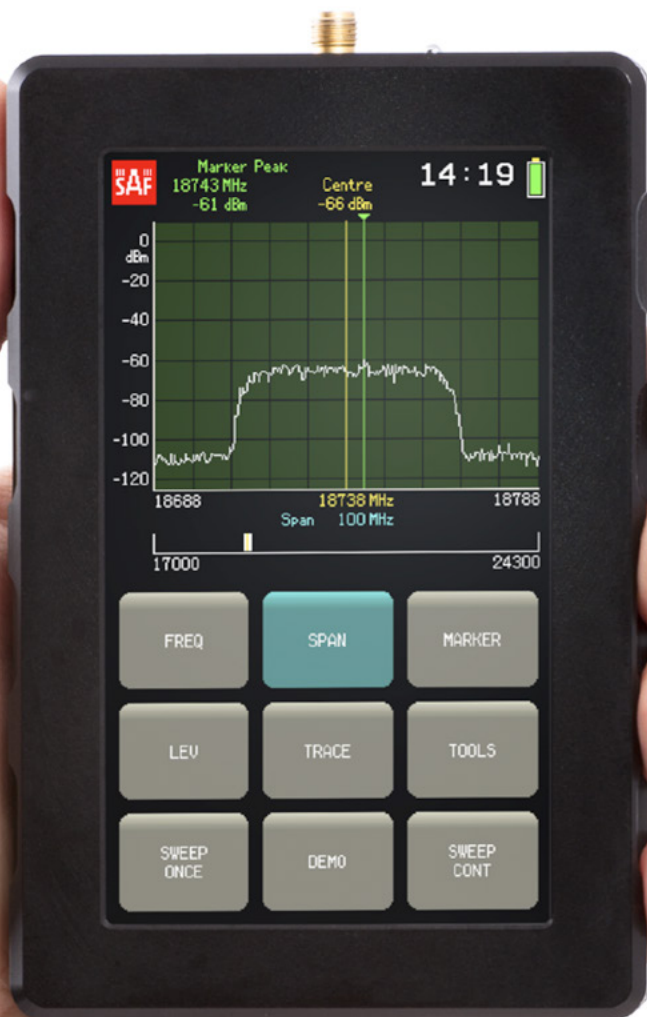 SAF
Marker Peak
18743 MHz
-61 dBm
Centre
-66 dBm
14:19
0
dBm
-20
-40
-60
-80
-100
-120
18688
18738 MHz
18788
Span 100 MHz
17000
24300
FREQ
SPAN
MARKER
LEV
TRACE
TOOLS
SWEEP
ONCE
DEMO
SWEEP
CONT